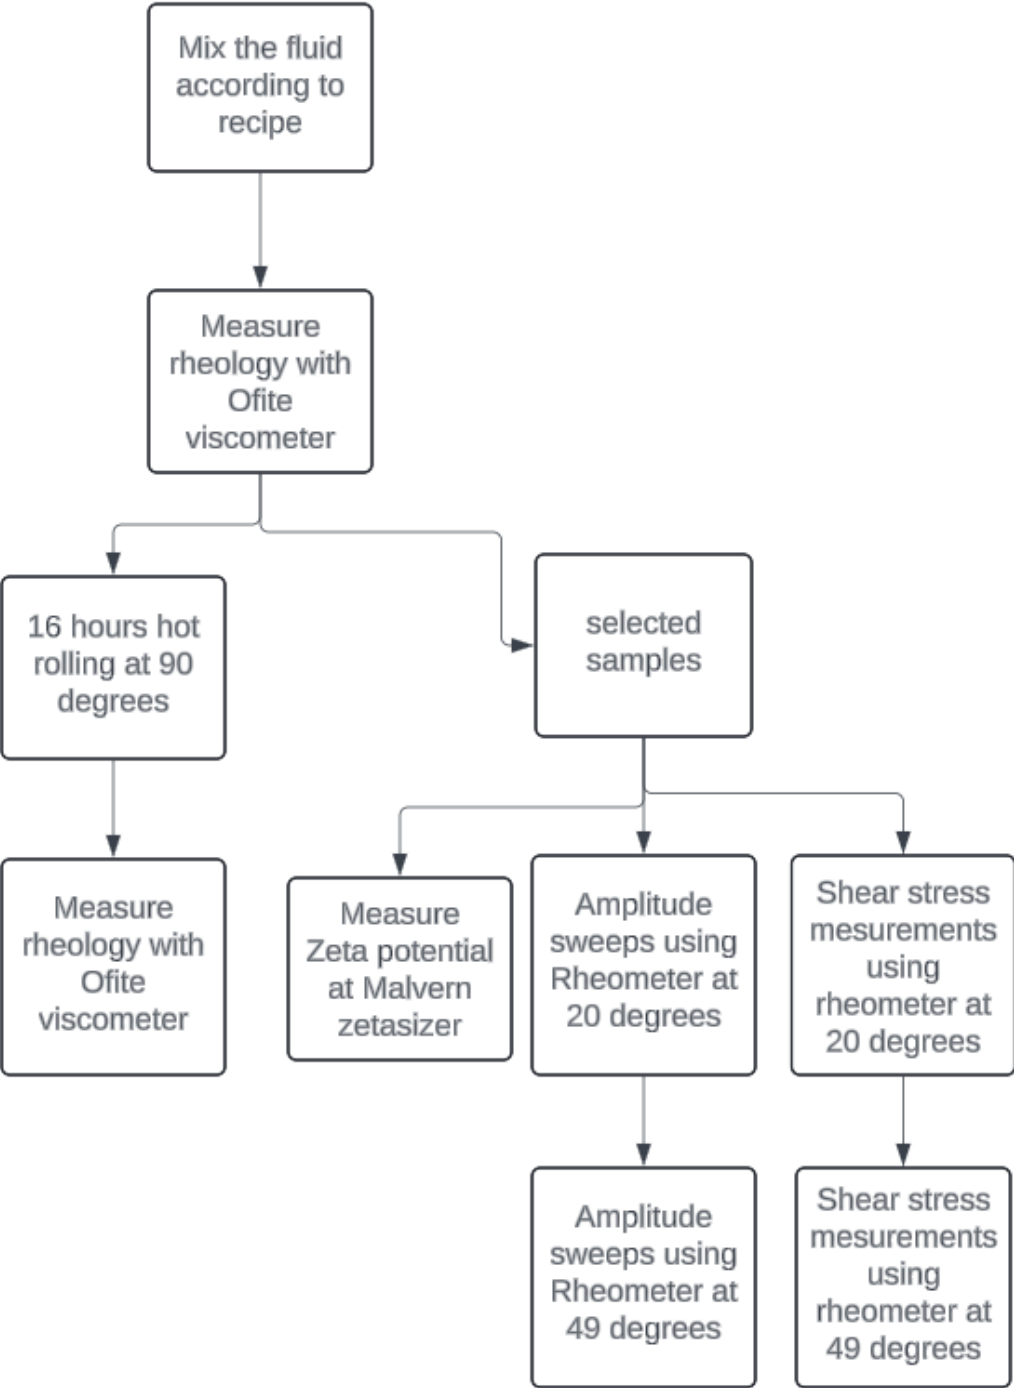 Mix the fluid
according to
recipe
Measure
rheology with
Ofite
viscometer
16 hours hot
rolling at 90
degrees
selected
samples
Measure
rheology with
Ofite
viscometer
Measure
Zeta potential
at Malvern
zetasizer
Amplitude
sweeps using
Rheometer at
20 degrees
Shear stress
mesurements
using
rheometer at
20 degrees
Amplitude
sweeps using
Rheometer at
49 degrees
Shear stress
mesurements
using
rheometer at
49 degrees